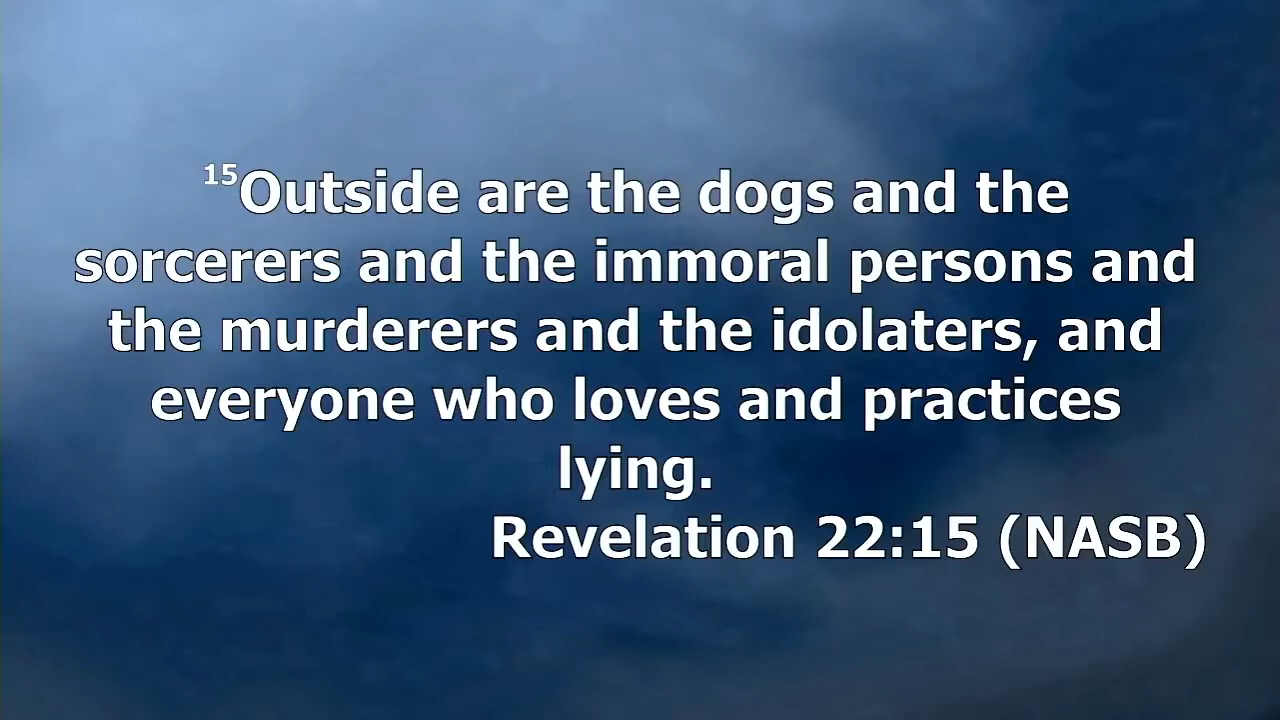 15Outside are the dogs and the
sorcerers and the immoral persons and
the murderers and the idolaters, and
everyone who loves and practices
lying.
Revelation 22:15 (NASB)